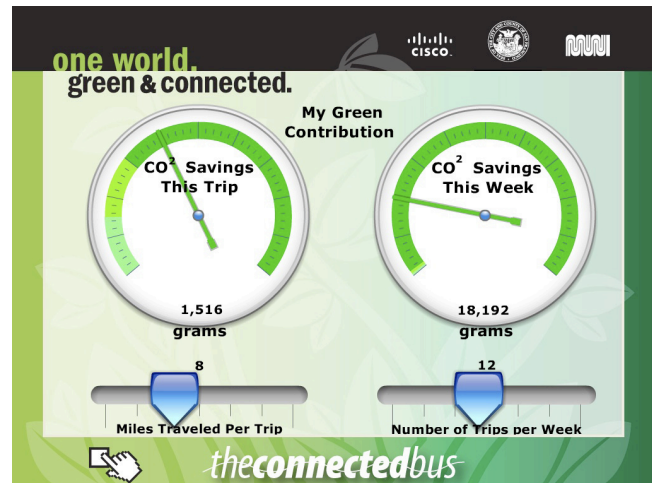 one world.
green & connected.
CISCO
MUNI
My Green
Contribution
CO2 Savings
This Trip
1,516
grams
CO2 Savings
This Week
18,192
grams
8
Miles Traveled Per Trip
12
Number of Trips per Week
theconnectedbus